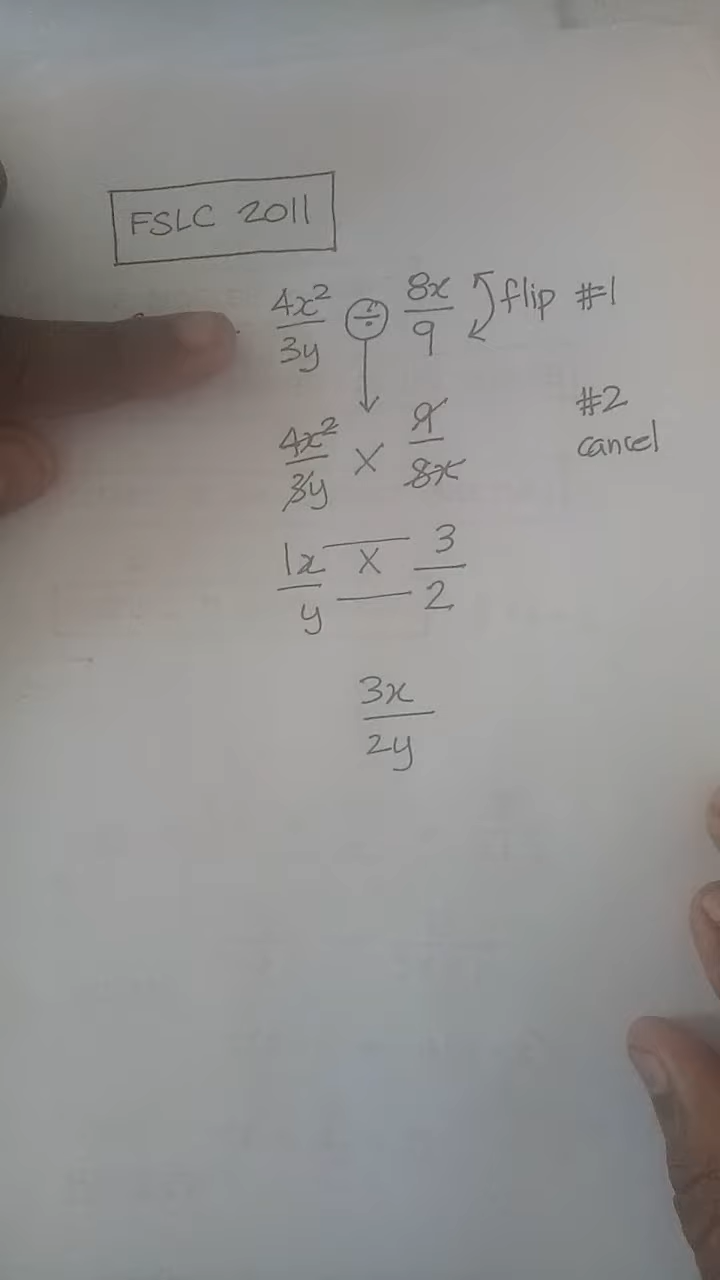 FSLC 2011
4x²/3y ÷ 8x/9 flip #1
4x²/3y × 9/8x #2 cancel
1x/y × 3/2
3x/2y